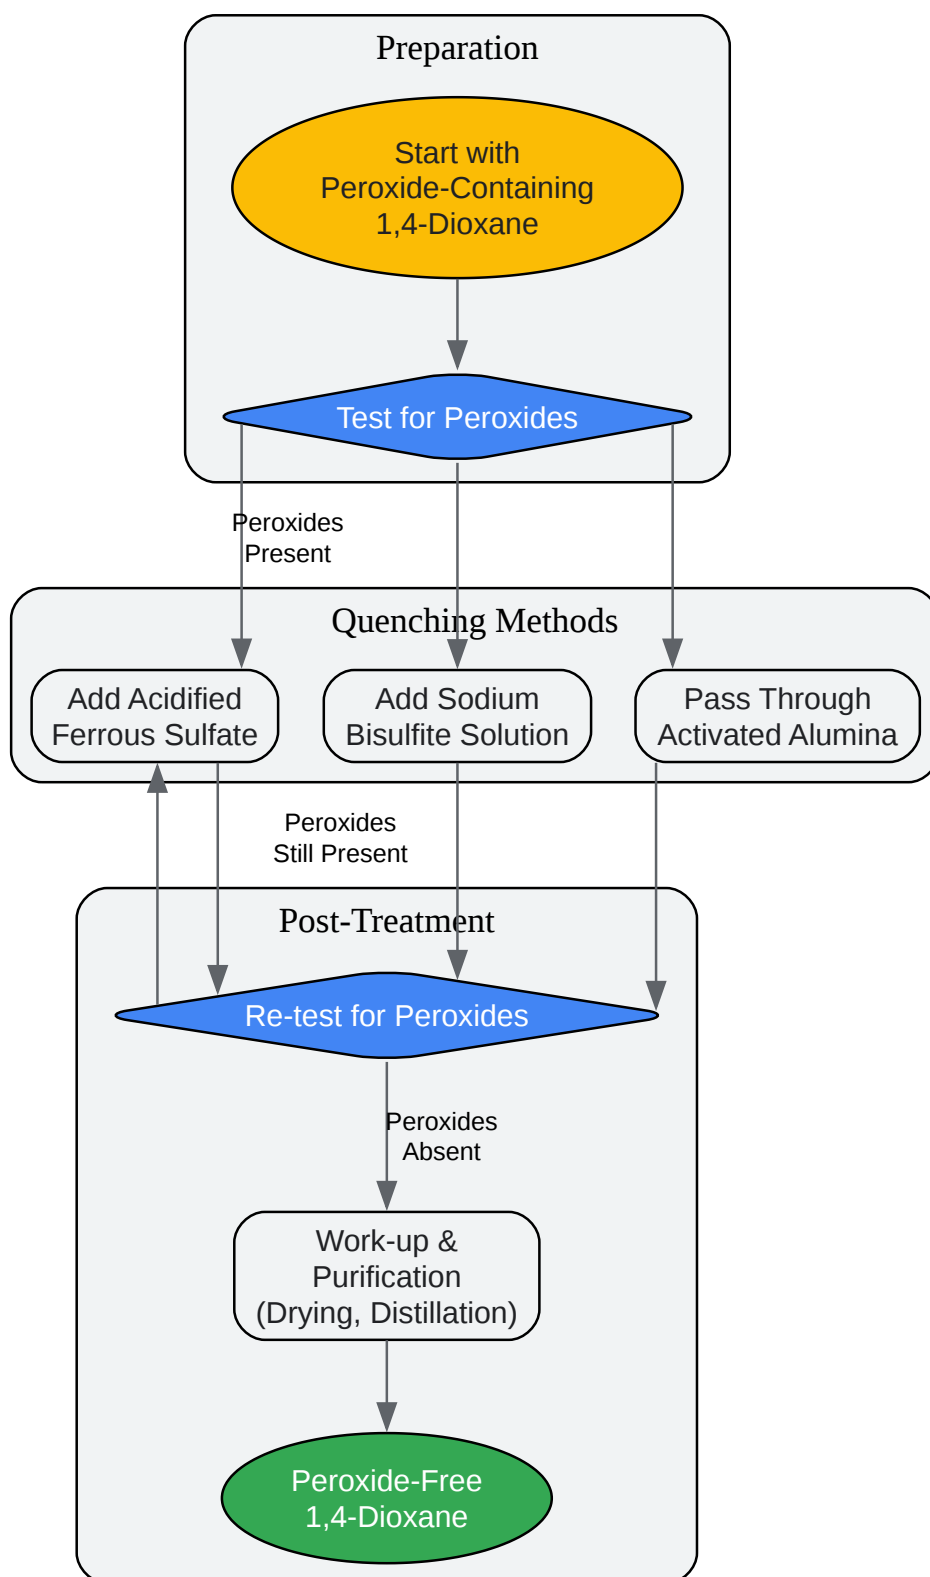 Preparation
Start with
Peroxide-Containing
1,4-Dioxane
Test for Peroxides
Peroxides
Present
Quenching Methods
Add Acidified
Ferrous Sulfate
Add Sodium
Bisulfite Solution
Pass Through
Activated Alumina
Peroxides
Still Present
Post-Treatment
Re-test for Peroxides
Peroxides
Absent
Work-up &
Purification
(Drying, Distillation)
Peroxide-Free
1,4-Dioxane